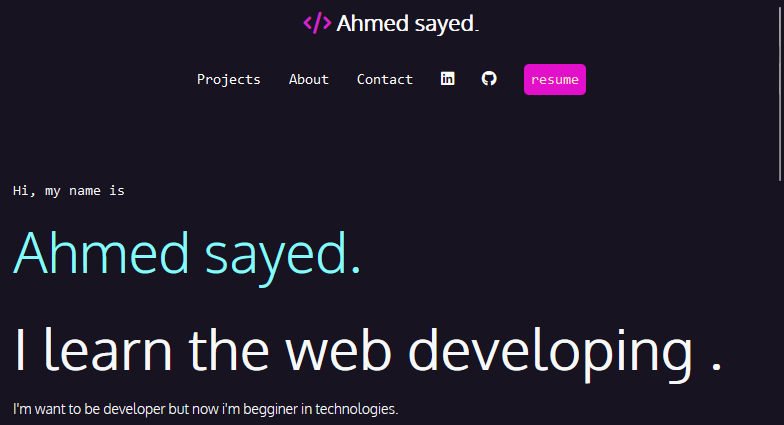 </> Ahmed sayed.
Projects About Contact resume
Hi, my name is
Ahmed sayed.
I learn the web developing .
I'm want to be developer but now i'm begginer in technologies.